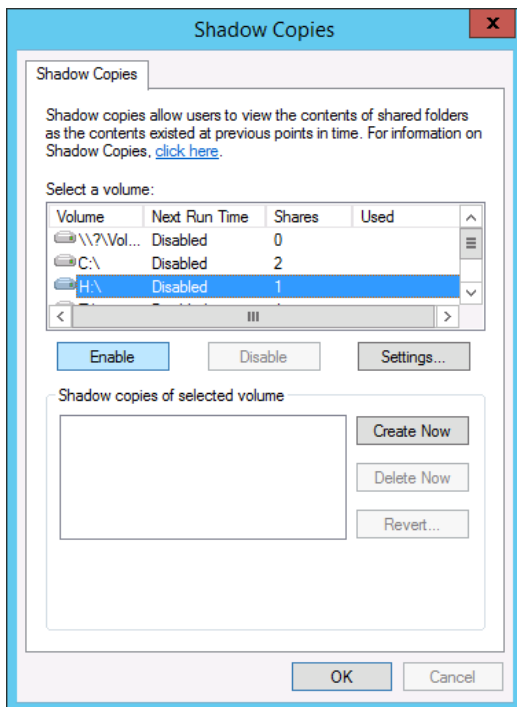 Shadow Copies
x
Shadow Copies
Shadow copies allow users to view the contents of shared folders
as the contents existed at previous points in time. For information on
Shadow Copies, click here.
Select a volume:
Volume Next Run Time Shares Used
\\?\Vol... Disabled 0
C:\ Disabled 2
H:\ Disabled 1
Enable Disable Settings...
Shadow copies of selected volume
Create Now
Delete Now
Revert...
OK Cancel